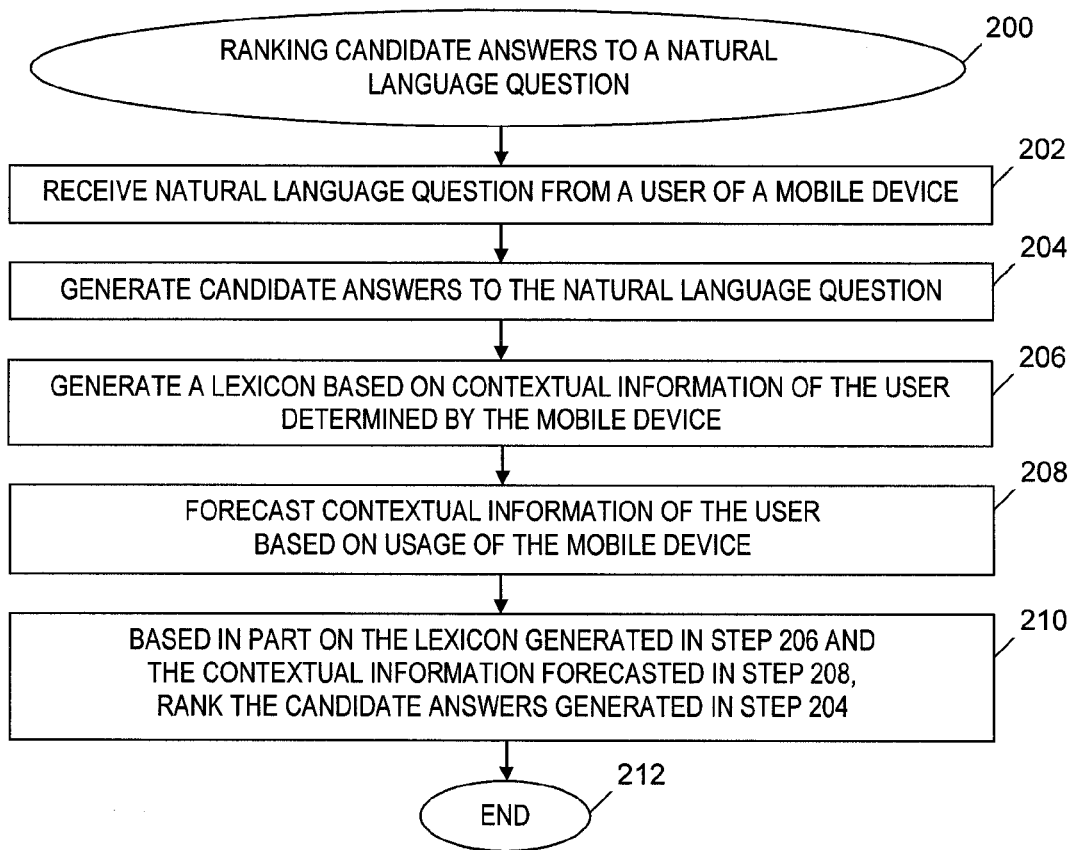 RANKING CANDIDATE ANSWERS TO A NATURAL
LANGUAGE QUESTION
200
202
RECEIVE NATURAL LANGUAGE QUESTION FROM A USER OF A MOBILE DEVICE
204
GENERATE CANDIDATE ANSWERS TO THE NATURAL LANGUAGE QUESTION
206
GENERATE A LEXICON BASED ON CONTEXTUAL INFORMATION OF THE USER
DETERMINED BY THE MOBILE DEVICE
208
FORECAST CONTEXTUAL INFORMATION OF THE USER
BASED ON USAGE OF THE MOBILE DEVICE
210
BASED IN PART ON THE LEXICON GENERATED IN STEP 206 AND
THE CONTEXTUAL INFORMATION FORECASTED IN STEP 208,
RANK THE CANDIDATE ANSWERS GENERATED IN STEP 204
212
END